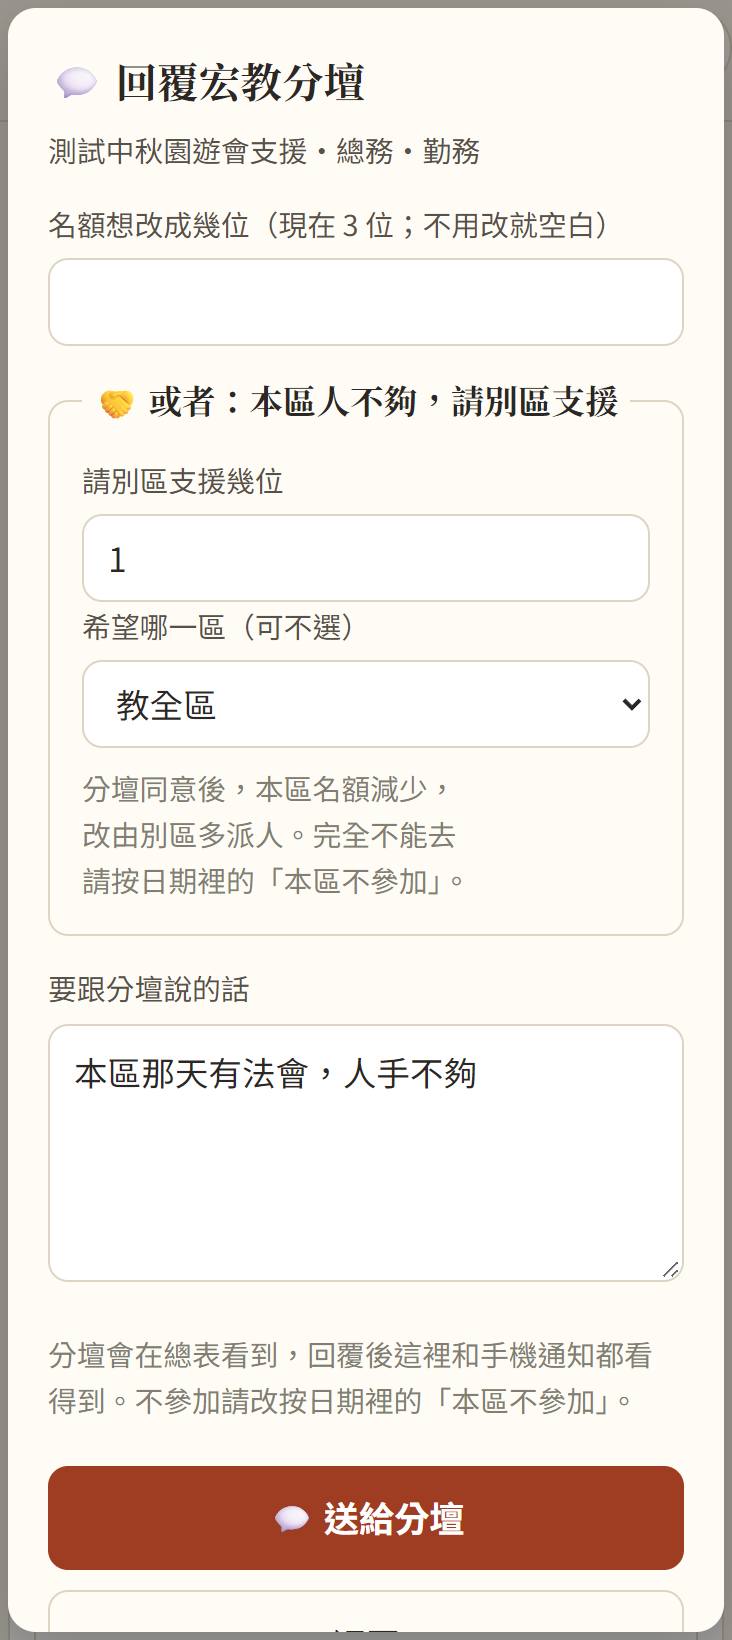 回覆宏教分壇
測試中秋園遊會支援・總務・勤務
名額想改成幾位（現在 3 位；不用改就空白）
或者：本區人不夠，請別區支援
請別區支援幾位
1
希望哪一區（可不選）
教全區
分壇同意後，本區名額減少，
改由別區多派人。完全不能去
請按日期裡的「本區不參加」。
要跟分壇說的話
本區那天有法會，人手不夠
分壇會在總表看到，回覆後這裡和手機通知都看
得到。不參加請改按日期裡的「本區不參加」。
送給分壇